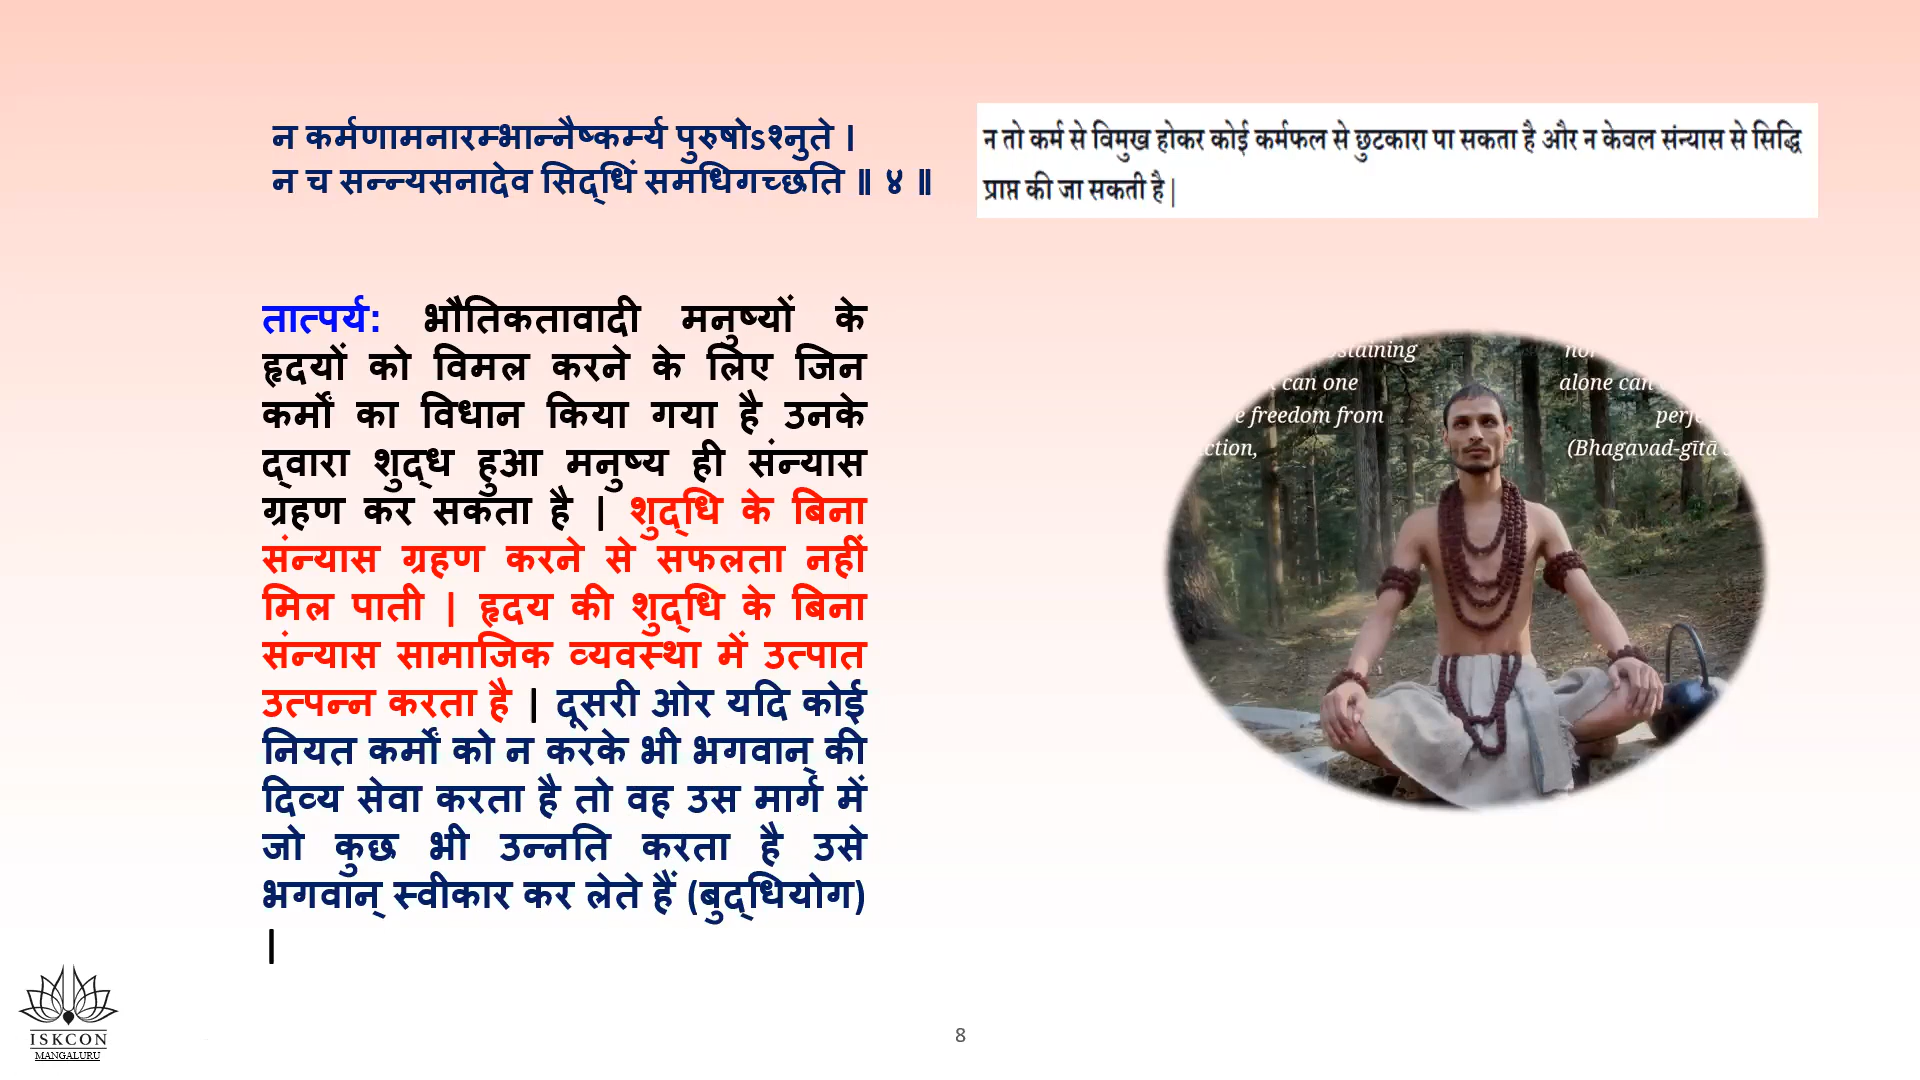 न कर्मणामनारम्भान्नैष्कर्म्यं पुरुषोऽश्नुते |
न च सन्न्यसनादेव सिद्धिं समधिगच्छति ॥ ४ ॥
न तो कर्म से विमुख होकर कोई कर्मफल से छुटकारा पा सकता है और न केवल संन्यास से सिद्धि
प्राप्त की जा सकती है |
तात्पर्य: भौतिकतावादी मनुष्यों के
हृदयों को विमल करने के लिए जिन
कर्मों का विधान किया गया है उनके
द्वारा शुद्ध हुआ मनुष्य ही संन्यास
ग्रहण कर सकता है | शुद्धि के बिना
संन्यास ग्रहण करने से सफलता नहीं
मिल पाती | हृदय की शुद्धि के बिना
संन्यास सामाजिक व्यवस्था में उत्पात
उत्पन्न करता है | दूसरी ओर यदि कोई
नियत कर्मों को न करके भी भगवान् की
दिव्य सेवा करता है तो वह उस मार्ग में
जो कुछ भी उन्नति करता है उसे
भगवान् स्वीकार कर लेते हैं (बुद्धियोग)
|
can one
freedom from
alone can
(Bhagavad-gītā
ISKCON
MANGALURU
8